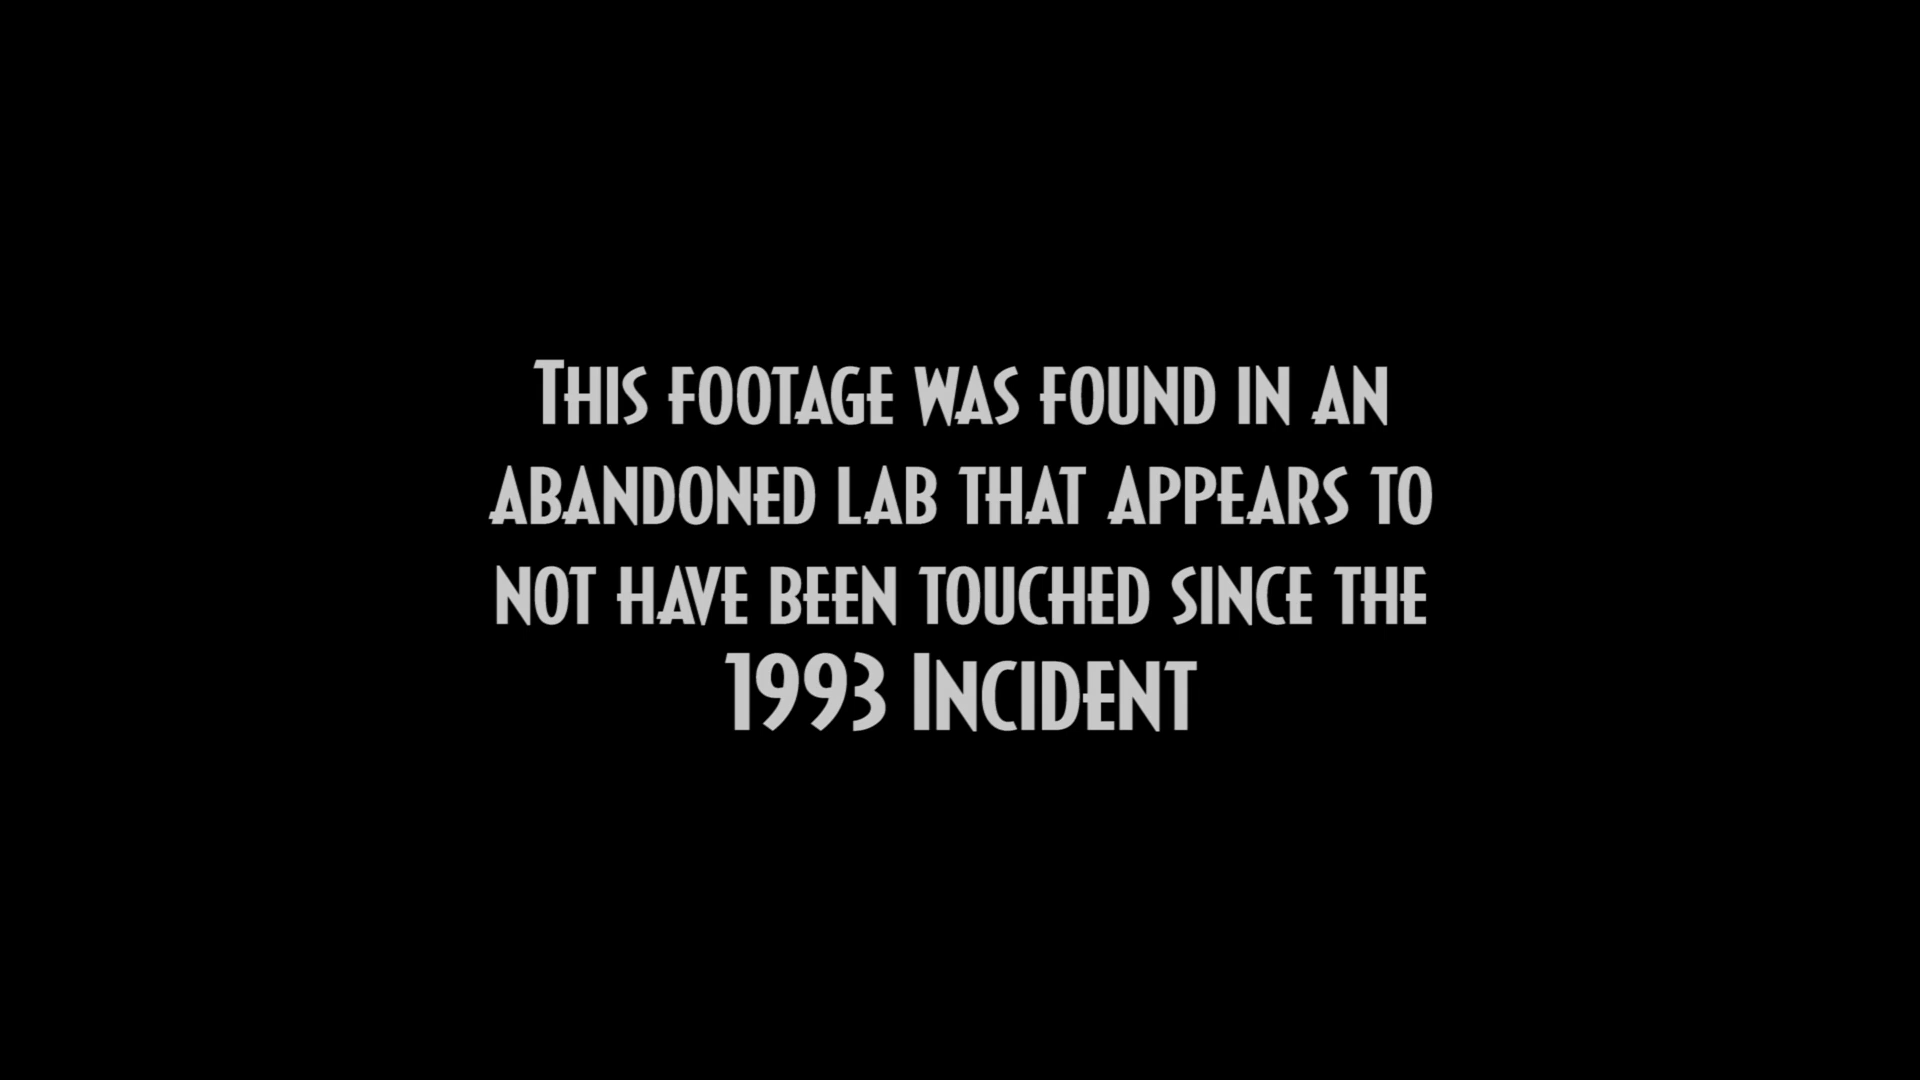 This footage was found in an
abandoned lab that appears to
not have been touched since the
1993 Incident